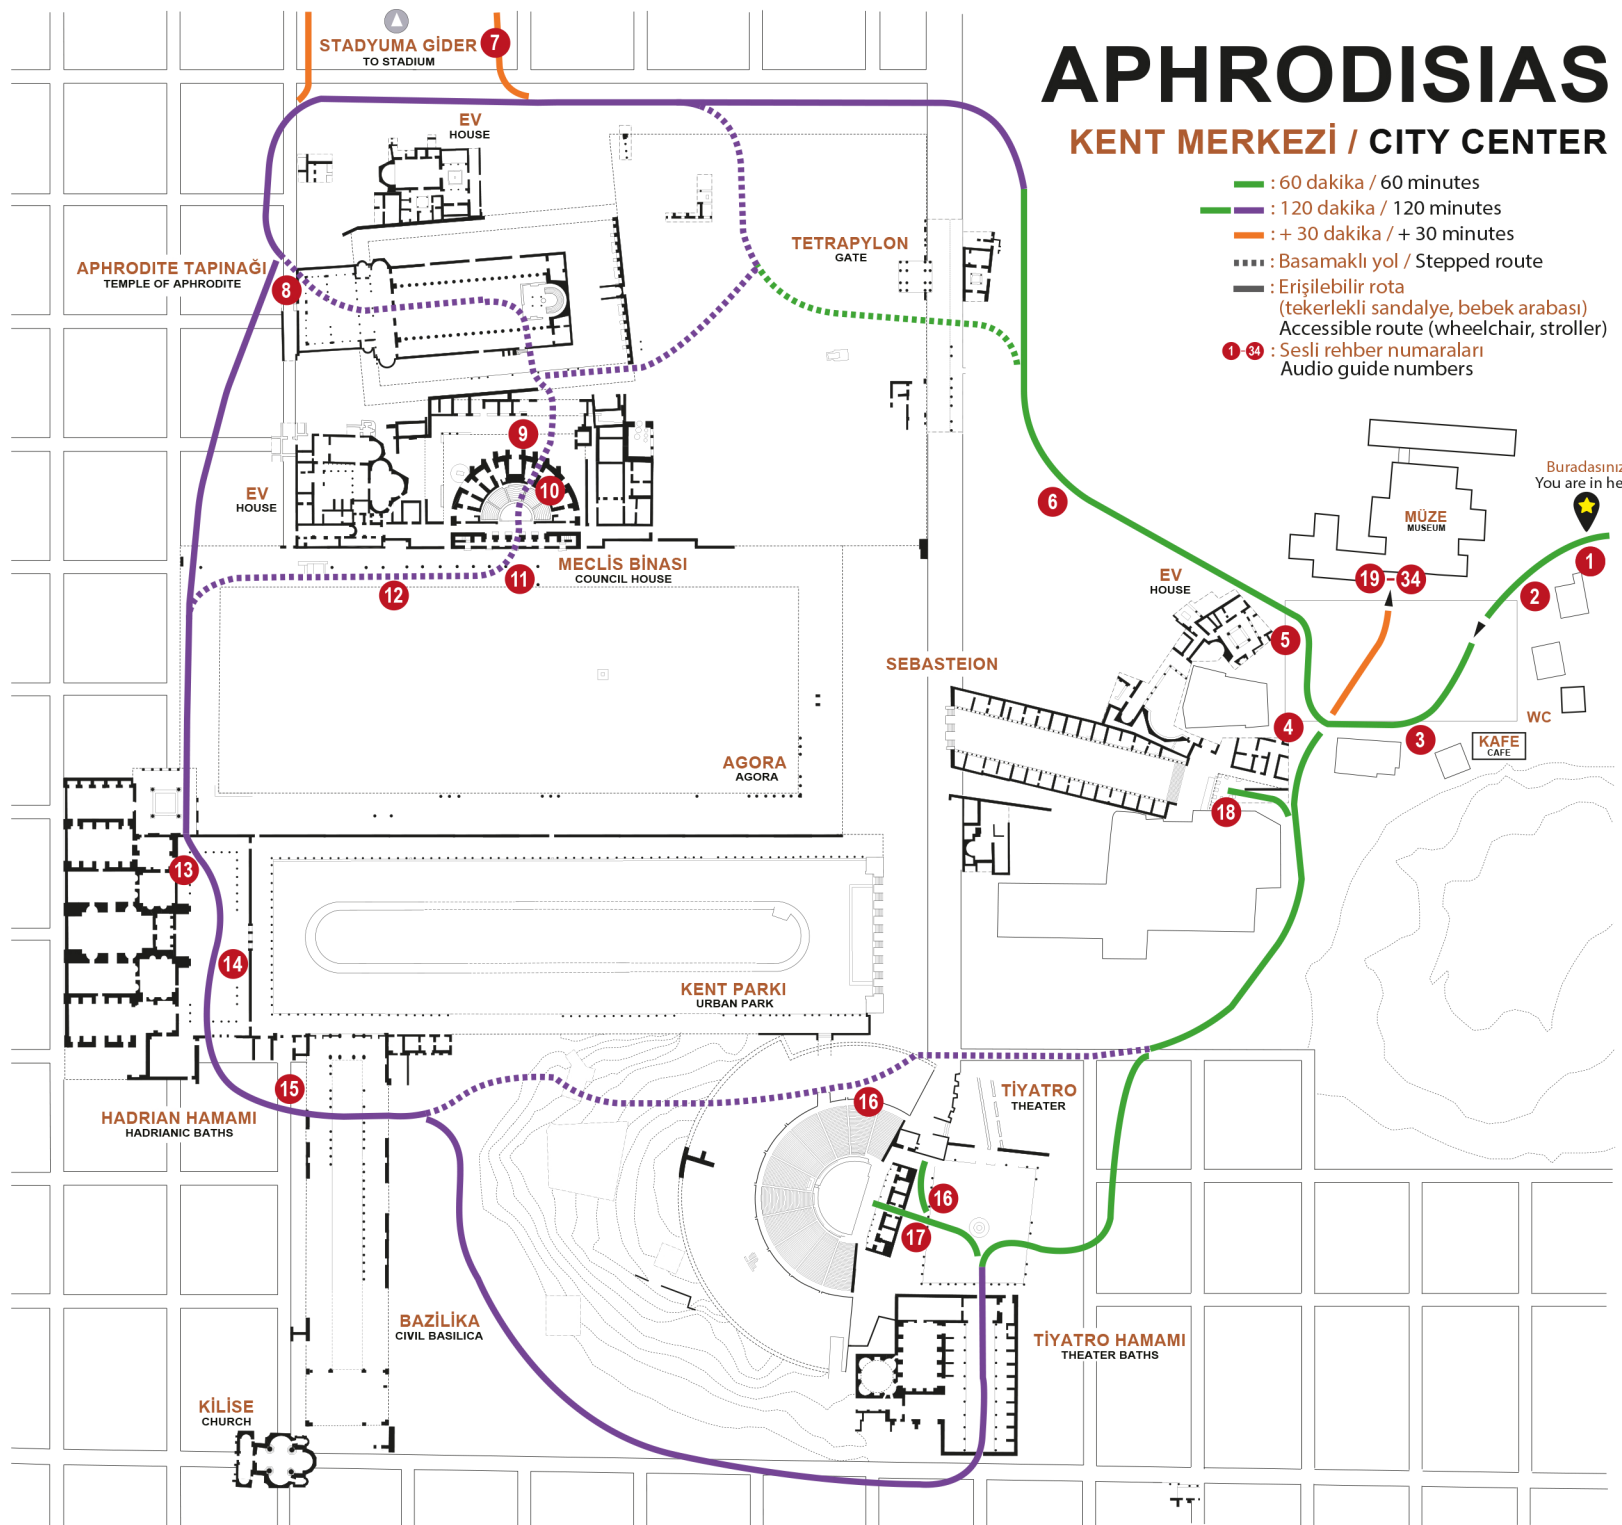 APHRODISIAS
KENT MERKEZİ / CITY CENTER
: 60 dakika / 60 minutes
: 120 dakika / 120 minutes
: + 30 dakika / + 30 minutes
: Basamaklı yol / Stepped route
: Erişilebilir rota
(tekerlekli sandalye, bebek arabası)
Accessible route (wheelchair, stroller)
1-34 : Sesli rehber numaraları
Audio guide numbers
STADYUMA GİDER
TO STADIUM
7
EV
HOUSE
TETRAPYLON
GATE
APHRODITE TAPINAĞI
TEMPLE OF APHRODITE
8
9
10
EV
HOUSE
6
MÜZE
MUSEUM
Buradasınız
You are in he
1
2
19-34
MECLİS BİNASI
COUNCIL HOUSE
11
12
EV
HOUSE
5
SEBASTEION
4
3
WC
KAFE
CAFE
AGORA
AGORA
18
13
14
KENT PARKI
URBAN PARK
15
HADRIAN HAMAMI
HADRIANIC BATHS
16
TİYATRO
THEATER
16
17
BAZİLİKA
CIVIL BASILICA
TİYATRO HAMAMI
THEATER BATHS
KİLİSE
CHURCH